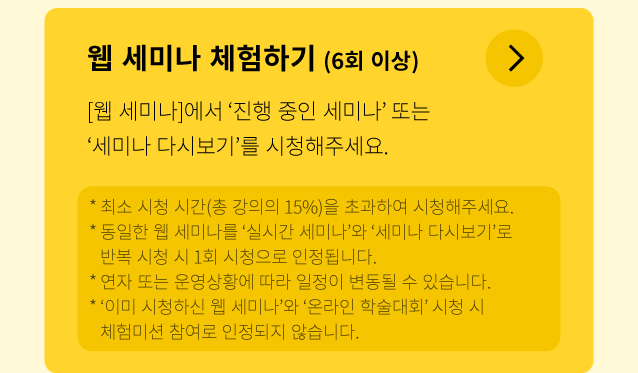 웹 세미나 체험하기 (6회 이상)
[웹 세미나]에서 ‘진행 중인 세미나’ 또는
‘세미나 다시보기’를 시청해주세요.
* 최소 시청 시간(총 강의의 15%)을 초과하여 시청해주세요.
* 동일한 웹 세미나를 ‘실시간 세미나’와 ‘세미나 다시보기’로
반복 시청 시 1회 시청으로 인정됩니다.
* 연자 또는 운영상황에 따라 일정이 변동될 수 있습니다.
* ‘이미 시청하신 웹 세미나’와 ‘온라인 학술대회’ 시청 시
체험미션 참여로 인정되지 않습니다.